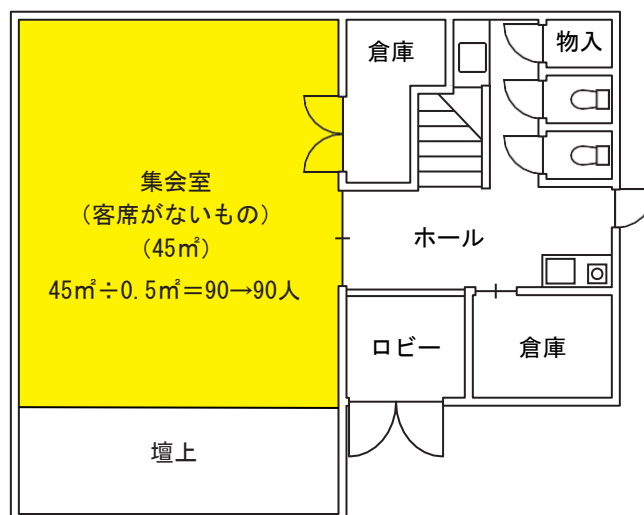 倉庫
物入
集会室
（客席がないもの）
（45㎡）
45㎡÷0.5㎡＝90→90人
ホール
ロビー
倉庫
壇上